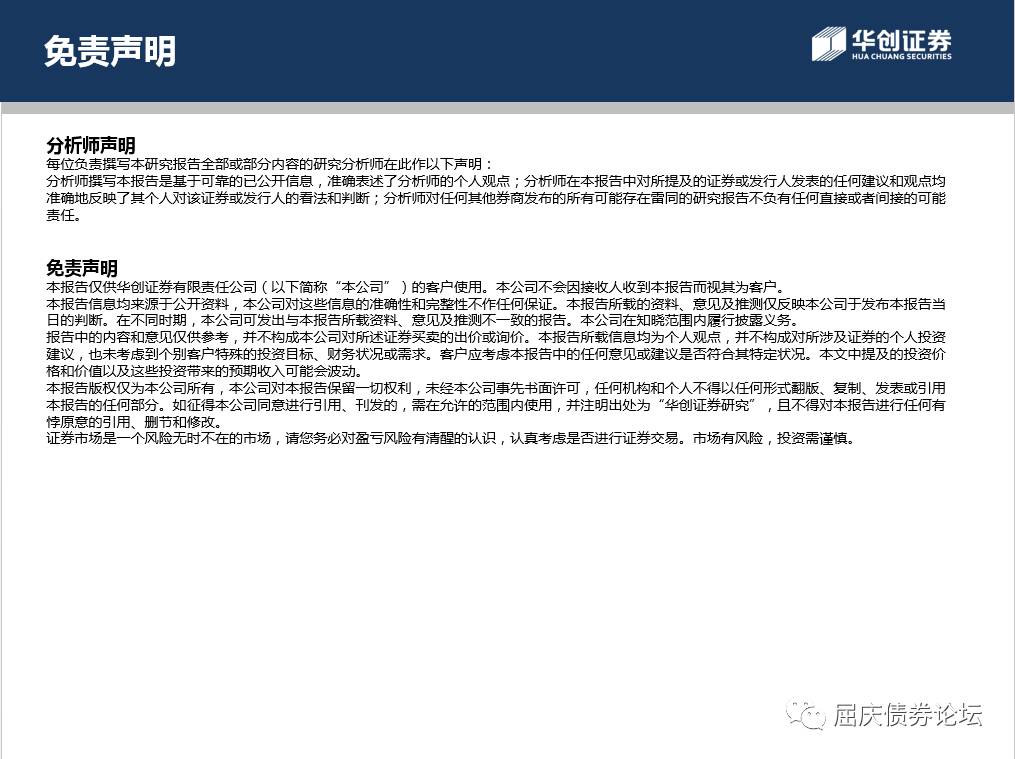 免责声明
华创证券
HUA CHUANG SECURITIES
分析师声明
每位负责撰写本研究报告全部或部分内容的研究分析师在此作以下声明：
分析师撰写本报告是基于可靠的已公开信息，准确表述了分析师的个人观点；分析师在本报告中对所提及的证券或发行人发表的任何建议和观点均
准确地反映了其个人对该证券或发行人的看法和判断；分析师对任何其他券商发布的所有可能存在雷同的研究报告不负有任何直接或者间接的可能
责任。
免责声明
本报告仅供华创证券有限责任公司（以下简称“本公司”）的客户使用。本公司不会因接收人收到本报告而视其为客户。
本报告信息均来源于公开资料，本公司对这些信息的准确性和完整性不作任何保证。本报告所载的资料、意见及推测仅反映本公司于发布本报告当
日的判断。在不同时期，本公司可发出与本报告所载资料、意见及推测不一致的报告。本公司在知晓范围内履行披露义务。
报告中的内容和意见仅供参考，并不构成本公司对所述证券买卖的出价或询价。本报告所载信息均为个人观点，并不构成对所涉及证券的个人投资
建议，也未考虑到个别客户特殊的投资目标、财务状况或需求。客户应考虑本报告中的任何意见或建议是否符合其特定状况。本文中提及的投资价
格和价值以及这些投资带来的预期收入可能会波动。
本报告版权仅为本公司所有，本公司对本报告保留一切权利，未经本公司事先书面许可，任何机构和个人不得以任何形式翻版、复制、发表或引用
本报告的任何部分。如征得本公司同意进行引用、刊发的，需在允许的范围内使用，并注明出处为“华创证券研究”，且不得对本报告进行任何有
悖原意的引用、删节和修改。
证券市场是一个风险无时不在的市场，请您务必对盈亏风险有清醒的认识，认真考虑是否进行证券交易。市场有风险，投资需谨慎。
屈庆债券论坛